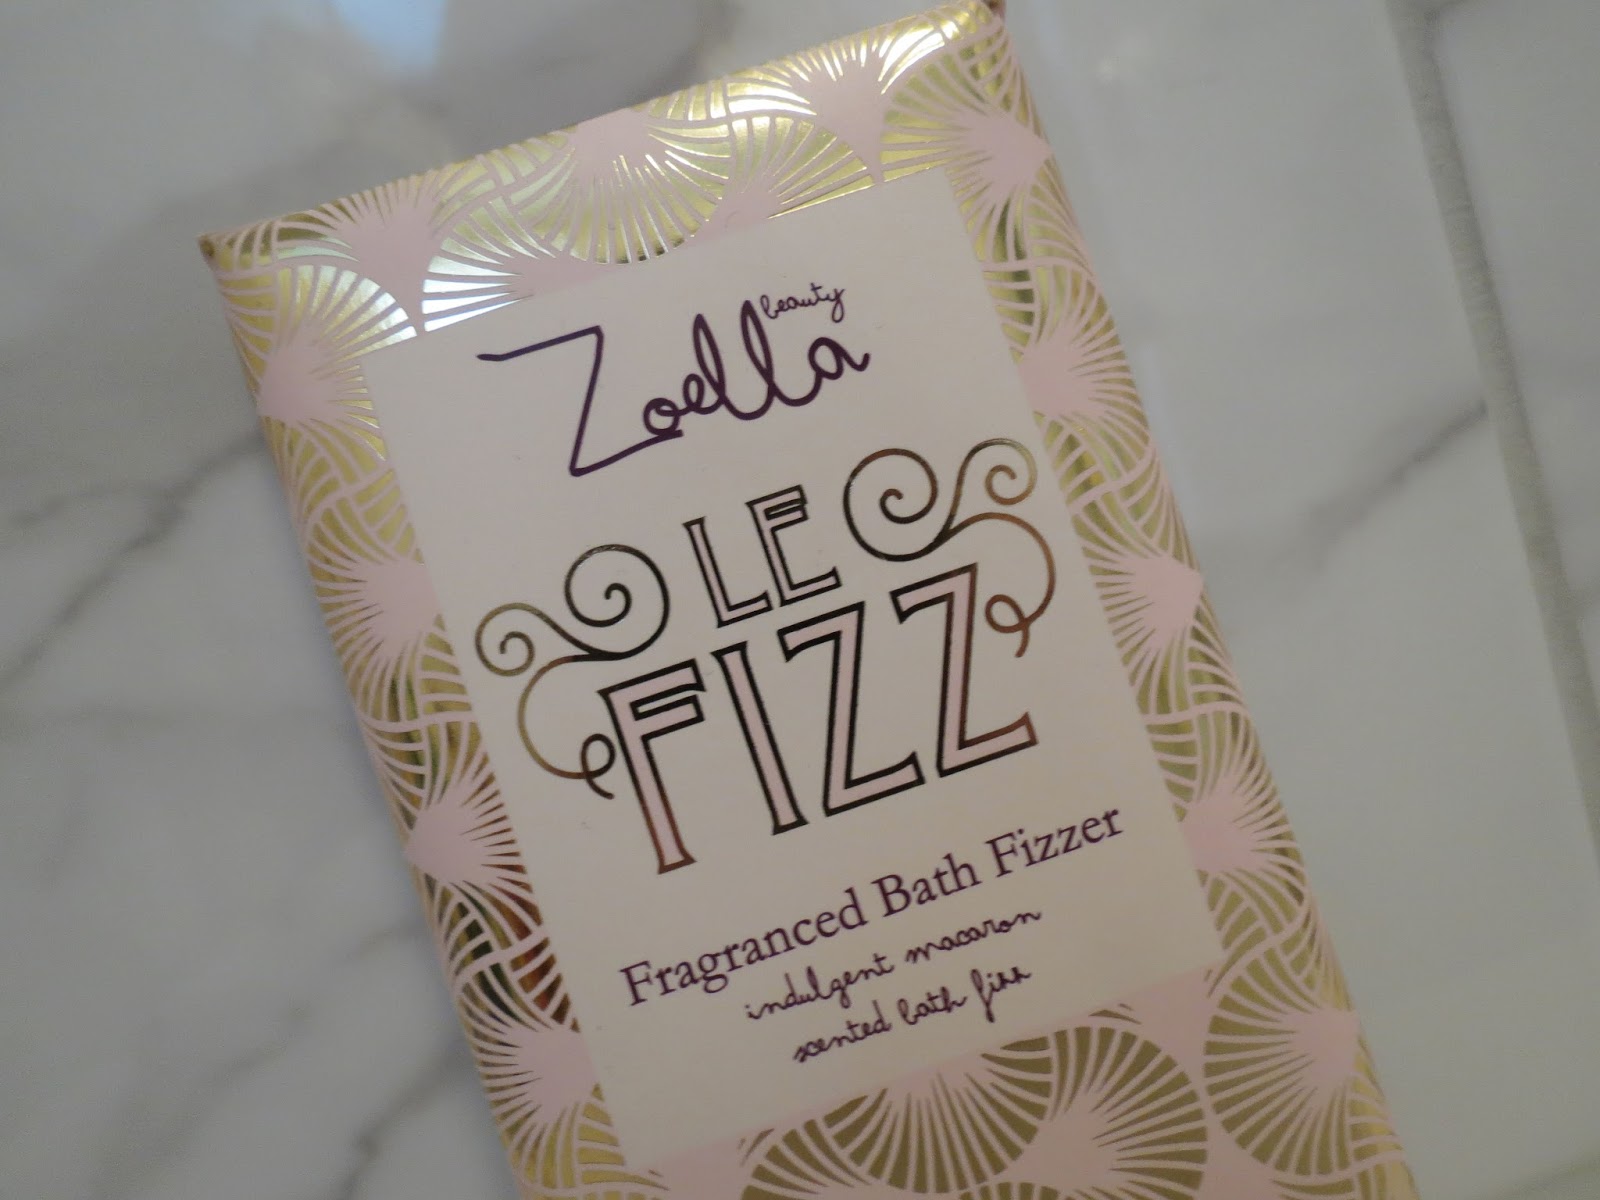 Zoella beauty
LE
FIZZ
Fragranced Bath Fizzer
indulgent macaron
scented bath fizz